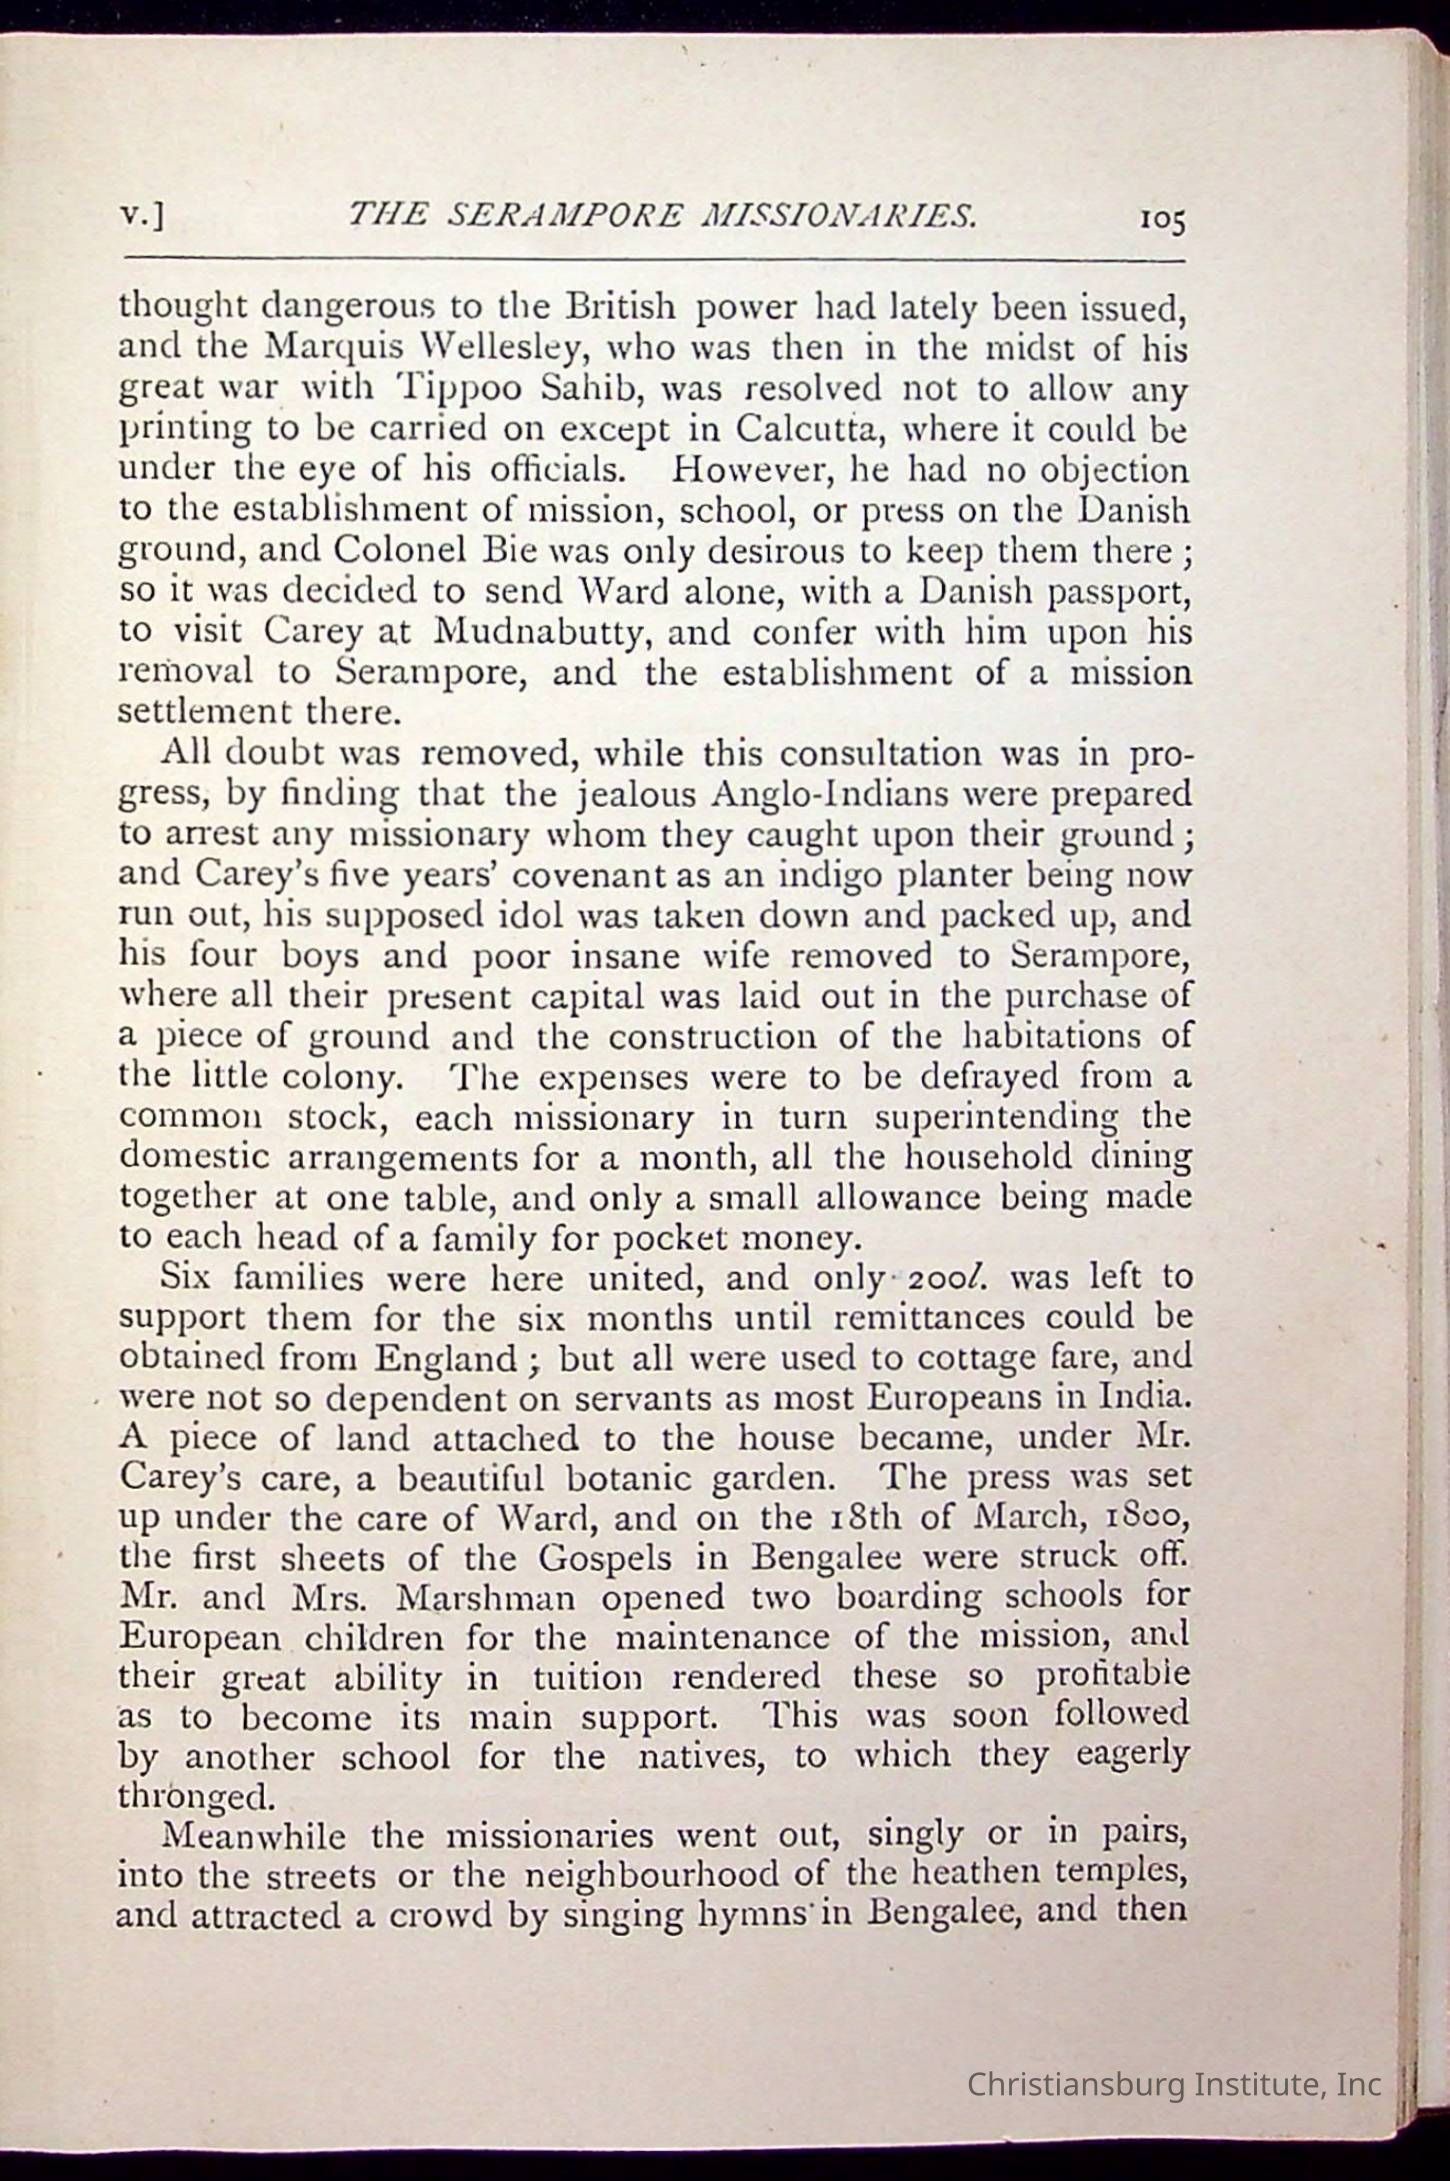 v.] THE SERAMPORE MISSIONARIES. 105
thought dangerous to the British power had lately been issued,
and the Marquis Wellesley, who was then in the midst of his
great war with Tippoo Sahib, was resolved not to allow any
printing to be carried on except in Calcutta, where it could be
under the eye of his officials. However, he had no objection
to the establishment of mission, school, or press on the Danish
ground, and Colonel Bie was only desirous to keep them there ;
so it was decided to send Ward alone, with a Danish passport,
to visit Carey at Mudnabutty, and confer with him upon his
removal to Serampore, and the establishment of a mission
settlement there.
All doubt was removed, while this consultation was in pro-
gress, by finding that the jealous Anglo-Indians were prepared
to arrest any missionary whom they caught upon their ground ;
and Carey's five years' covenant as an indigo planter being now
run out, his supposed idol was taken down and packed up, and
his four boys and poor insane wife removed to Serampore,
where all their present capital was laid out in the purchase of
a piece of ground and the construction of the habitations of
the little colony. The expenses were to be defrayed from a
common stock, each missionary in turn superintending the
domestic arrangements for a month, all the household dining
together at one table, and only a small allowance being made
to each head of a family for pocket money.
Six families were here united, and only 200l. was left to
support them for the six months until remittances could be
obtained from England ; but all were used to cottage fare, and
were not so dependent on servants as most Europeans in India.
A piece of land attached to the house became, under Mr.
Carey's care, a beautiful botanic garden. The press was set
up under the care of Ward, and on the 18th of March, 1800,
the first sheets of the Gospels in Bengalee were struck off.
Mr. and Mrs. Marshman opened two boarding schools for
European children for the maintenance of the mission, and
their great ability in tuition rendered these so profitable
as to become its main support. This was soon followed
by another school for the natives, to which they eagerly
thronged.
Meanwhile the missionaries went out, singly or in pairs,
into the streets or the neighbourhood of the heathen temples,
and attracted a crowd by singing hymns in Bengalee, and then
Christiansburg Institute, Inc